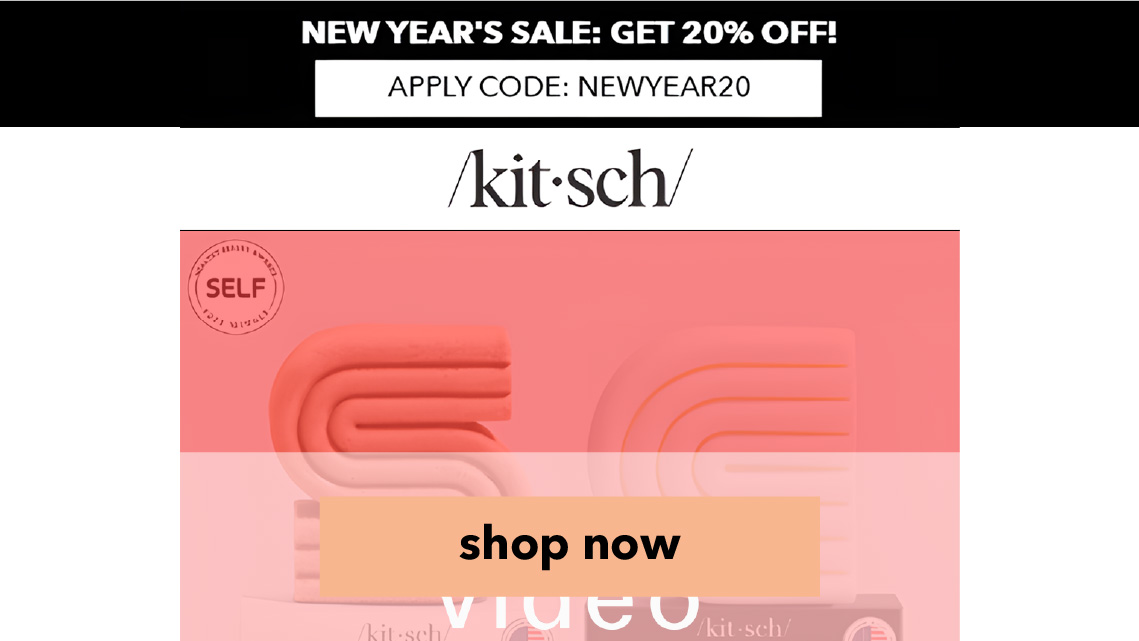 NEW YEAR'S SALE: GET 20% OFF!
APPLY CODE: NEWYEAR20
/kit·sch/
SELF
shop now
video
/kit·sch/
/kit·sch/